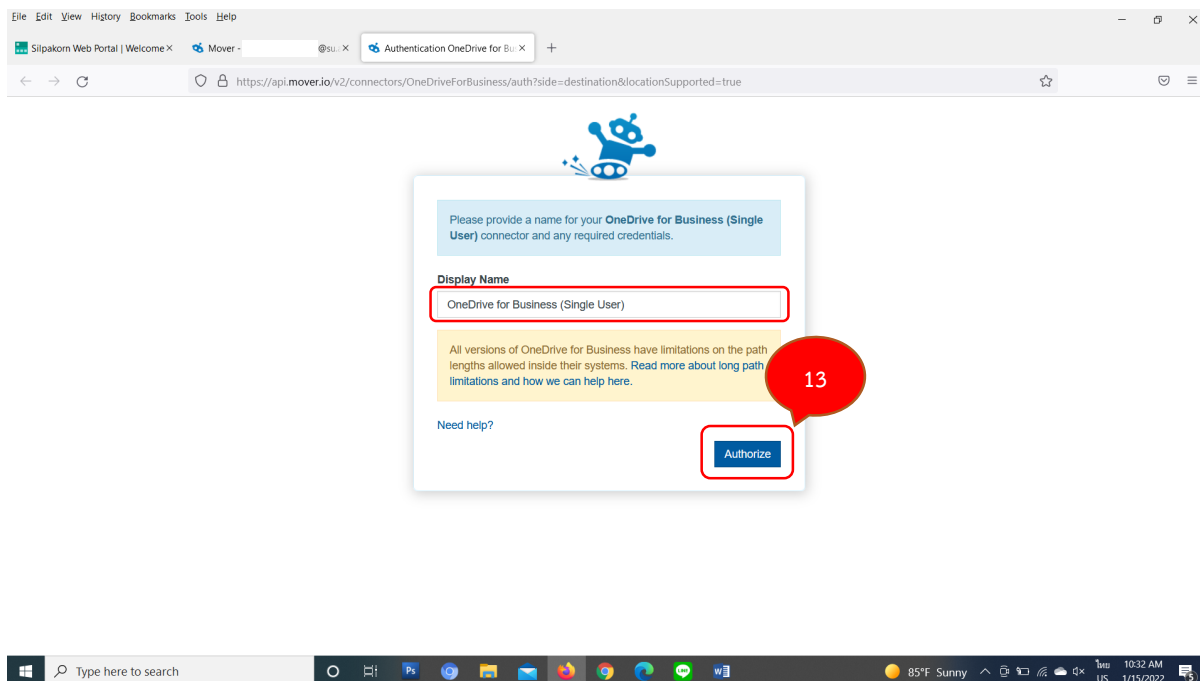 File Edit View History Bookmarks Tools Help
Silpakorn Web Portal | Welcome
Mover - @su.
Authentication OneDrive for Bu
https://api.mover.io/v2/connectors/OneDriveForBusiness/auth?side=destination&locationSupported=true
Please provide a name for your OneDrive for Business (Single
User) connector and any required credentials.
Display Name
OneDrive for Business (Single User)
All versions of OneDrive for Business have limitations on the path
lengths allowed inside their systems. Read more about long path
limitations and how we can help here.
13
Need help?
Authorize
Type here to search
Ps
LINE
W
85°F Sunny
ไทย
US
10:32 AM
1/15/2022